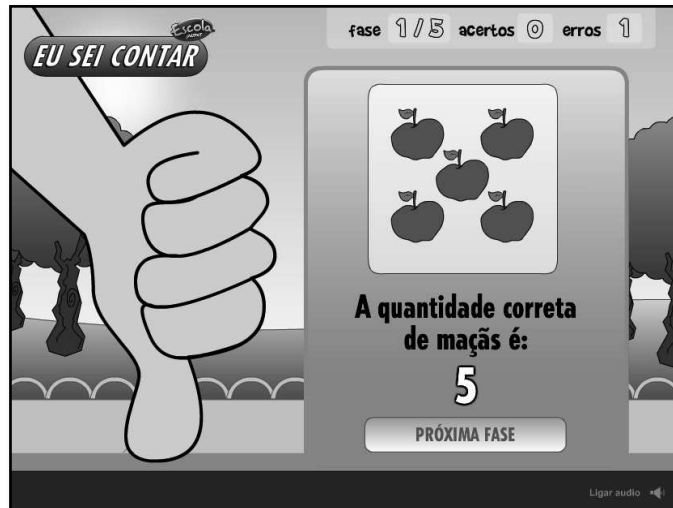 Escola
EU SEI CONTAR
fase 1/5 acertos 0 erros 1
A quantidade correta
de maçãs é:
5
PRÓXIMA FASE
Ligar audio